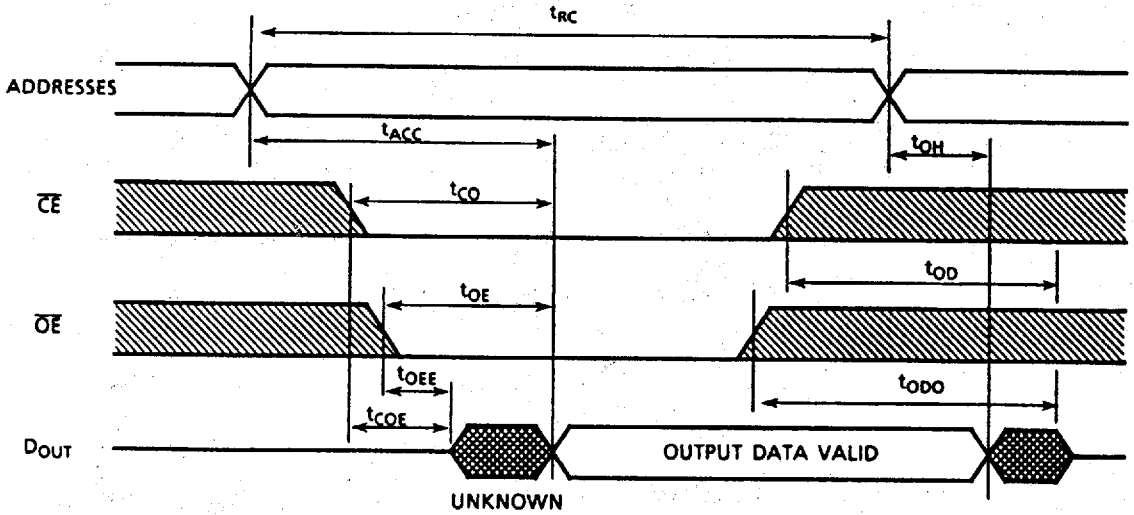 tRC
ADDRESSES
tACC
tOH
CE
tCO
tOD
OE
tOE
tOEE
tODO
tCOE
DOUT
OUTPUT DATA VALID
UNKNOWN